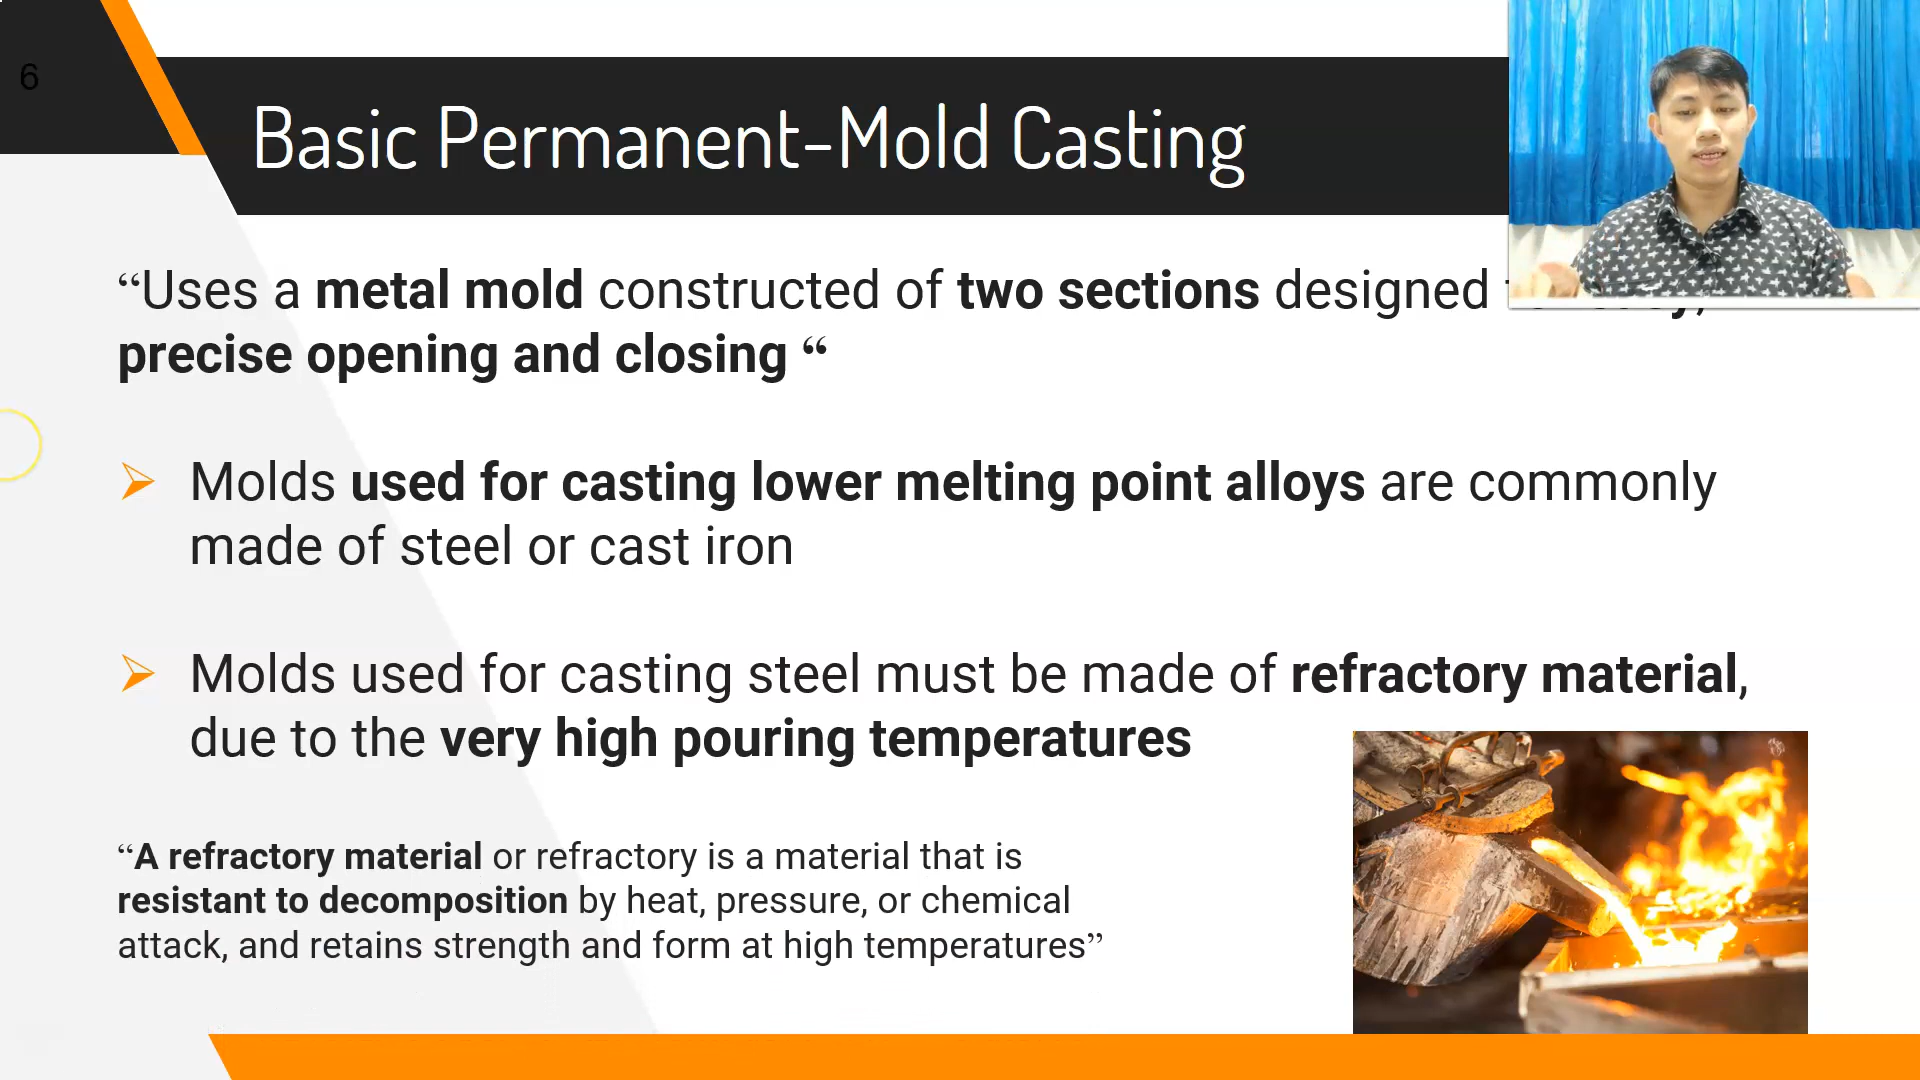 6
Basic Permanent-Mold Casting
“Uses a metal mold constructed of two sections designed
precise opening and closing “
Molds used for casting lower melting point alloys are commonly
made of steel or cast iron
Molds used for casting steel must be made of refractory material,
due to the very high pouring temperatures
“A refractory material or refractory is a material that is
resistant to decomposition by heat, pressure, or chemical
attack, and retains strength and form at high temperatures”